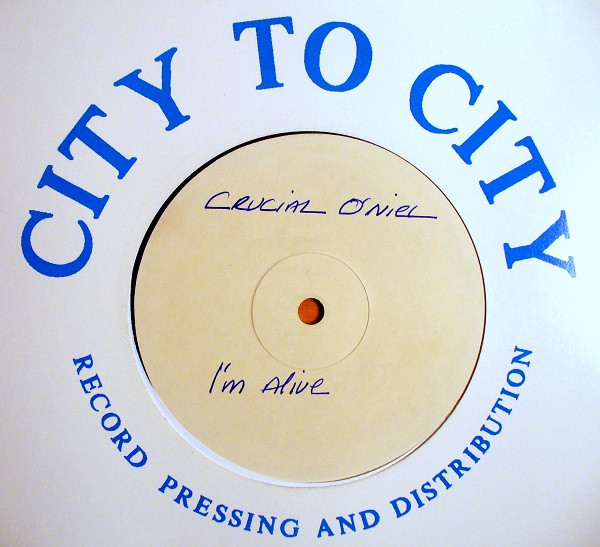 CITY TO CITY
CRUCIAL O'NIEL
I'm Alive
RECORD PRESSING AND DISTRIBUTION